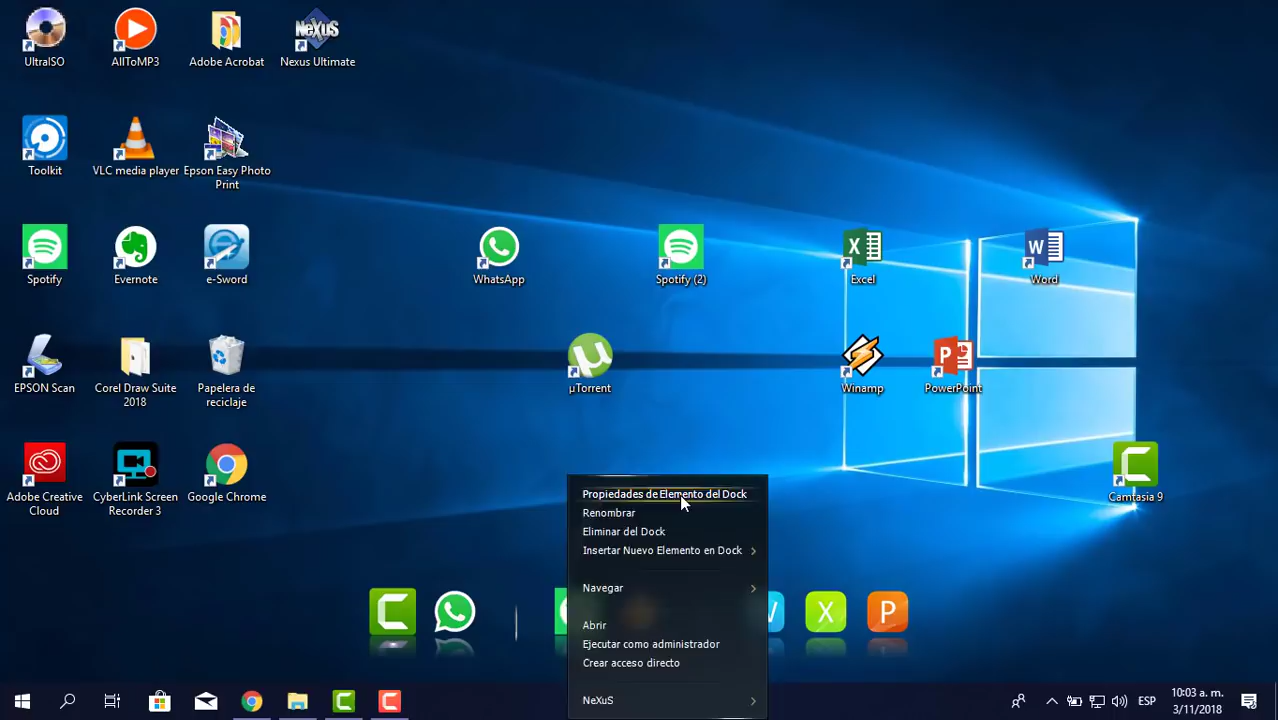 NeXuS
UltraISO
AllToMP3
Adobe Acrobat
Nexus Ultimate
Toolkit
VLC media player
Epson Easy Photo
Print
Spotify
Evernote
e-Sword
WhatsApp
Spotify (2)
Excel
Word
EPSON Scan
Corel Draw Suite
2018
Papelera de
reciclaje
µTorrent
Winamp
PowerPoint
Adobe Creative
Cloud
CyberLink Screen
Recorder 3
Google Chrome
Camtasia 9
Propiedades de Elemento del Dock
Renombrar
Eliminar del Dock
Insertar Nuevo Elemento en Dock
Navegar
Abrir
Ejecutar como administrador
Crear acceso directo
NeXuS
X
P
ESP
10:03 a. m.
3/11/2018